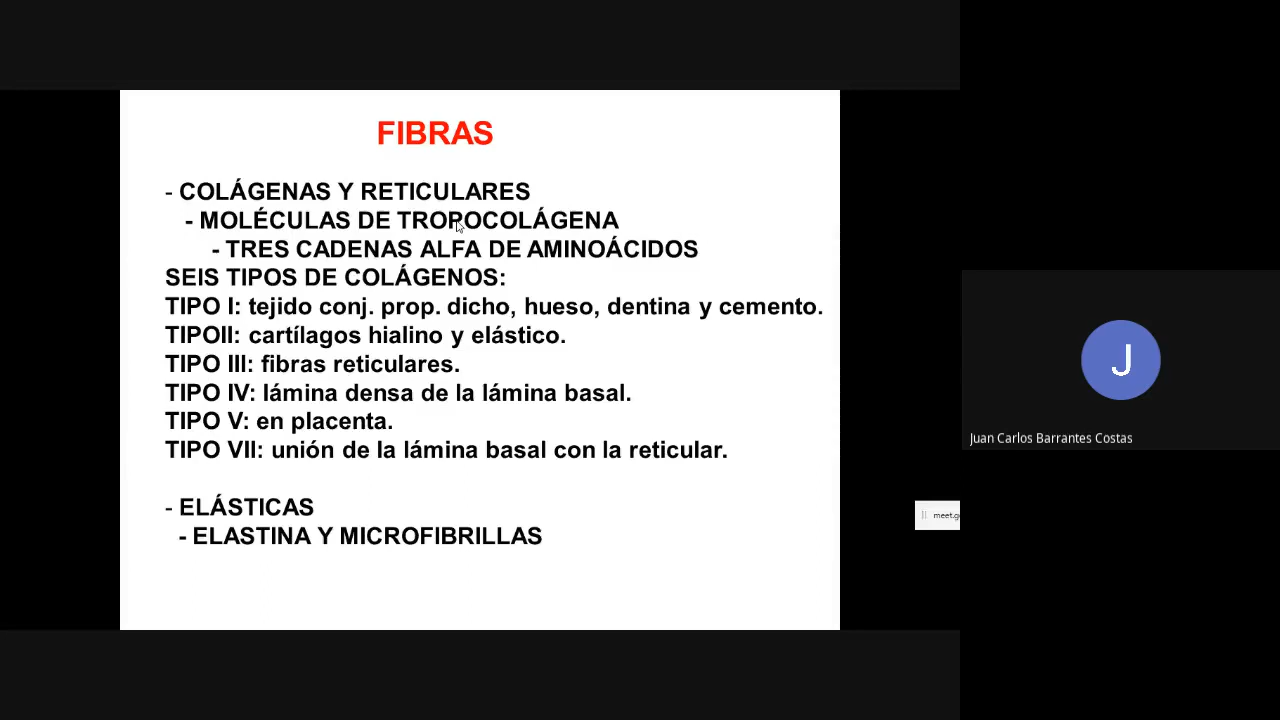 FIBRAS
- COLÁGENAS Y RETICULARES
- MOLÉCULAS DE TROPOCOLÁGENA
- TRES CADENAS ALFA DE AMINOÁCIDOS
SEIS TIPOS DE COLÁGENOS:
TIPO I: tejido conj. prop. dicho, hueso, dentina y cemento.
TIPOII: cartílagos hialino y elástico.
TIPO III: fibras reticulares.
TIPO IV: lámina densa de la lámina basal.
TIPO V: en placenta.
TIPO VII: unión de la lámina basal con la reticular.
- ELÁSTICAS
- ELASTINA Y MICROFIBRILLAS
J
Juan Carlos Barrantes Costas